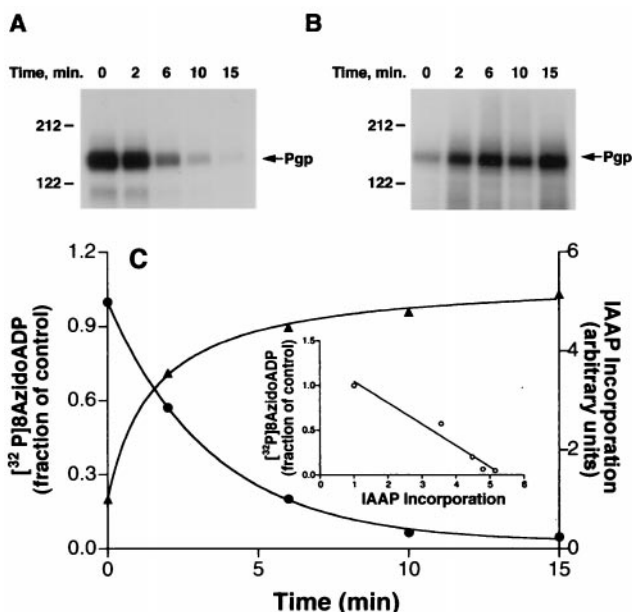 A
B
Time, min. 0 2 6 10 15
Time, min. 0 2 6 10 15
212
Pgp
122
212
Pgp
122
C
[³² P]8AzidoADP
(fraction of control)
1.2
0.9
0.6
0.3
0.0
0 5 10 15
Time (min)
6
4
2
0
IAAP Incorporation
(arbitrary units)
[³²P]8AzidoADP
(fraction of control)
1.5
1.0
0.5
0.0
0 1 2 3 4 5 6
IAAP Incorporation